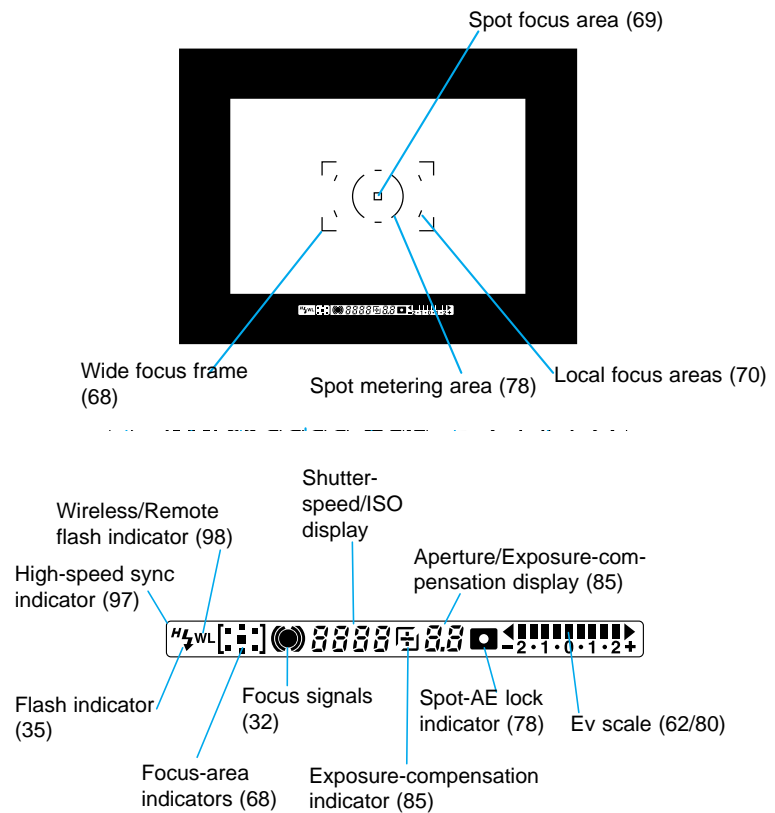 Spot focus area (69)
Wide focus frame
(68)
Spot metering area (78)
Local focus areas (70)
Shutter-
speed/ISO
display
Wireless/Remote
flash indicator (98)
Aperture/Exposure-com-
pensation display (85)
High-speed sync
indicator (97)
H WL 8888 8.8
- 2 · 1 · 0 · 1 · 2 +
Flash indicator
(35)
Focus signals
(32)
Spot-AE lock
indicator (78)
Ev scale (62/80)
Focus-area
indicators (68)
Exposure-compensation
indicator (85)